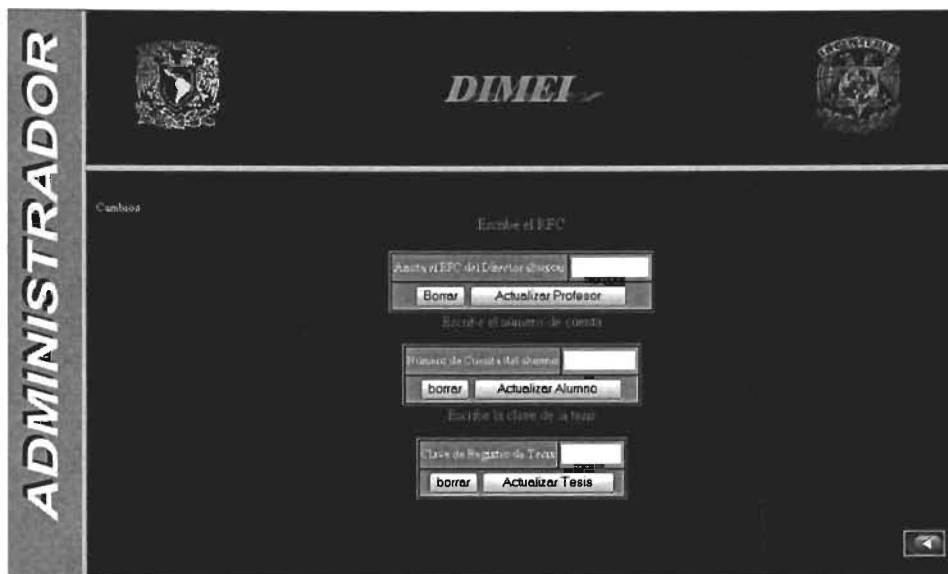 ADMINISTRADOR
DIMEI
Cambios
Escribe el RFC
Anota el RFC del Director
Borrar Actualizar Profesor
Escribe el número de cuenta
Número de Cuenta del alumno
borrar Actualizar Alumno
Escribe la clave de la tesis
Clave de Registro de Tesis
borrar Actualizar Tesis